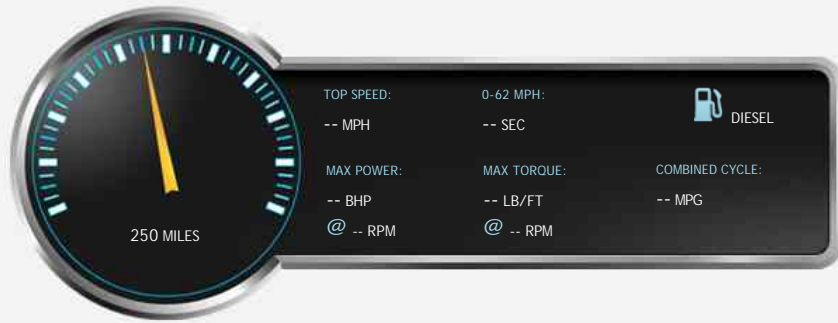 TOP SPEED:
0-62 MPH:
-- MPH
-- SEC
DIESEL
MAX POWER:
MAX TORQUE:
COMBINED CYCLE:
-- BHP
-- LB/FT
-- MPG
@ -- RPM
@ -- RPM
250 MILES